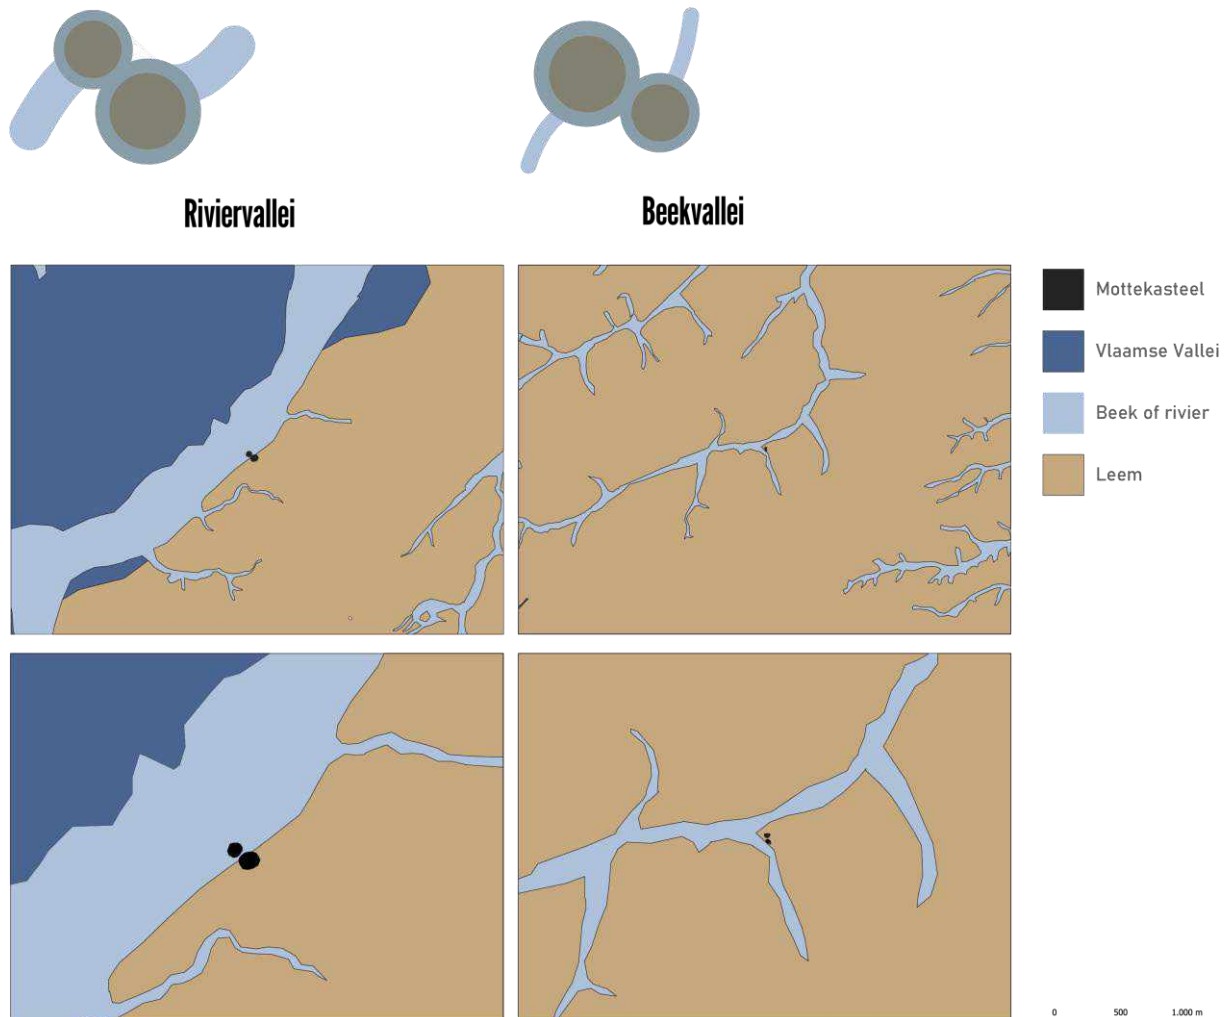 Riviervallei
Beekvallei
Mottekasteel
Vlaamse Vallei
Beek of rivier
Leem
0 500 1.000 m